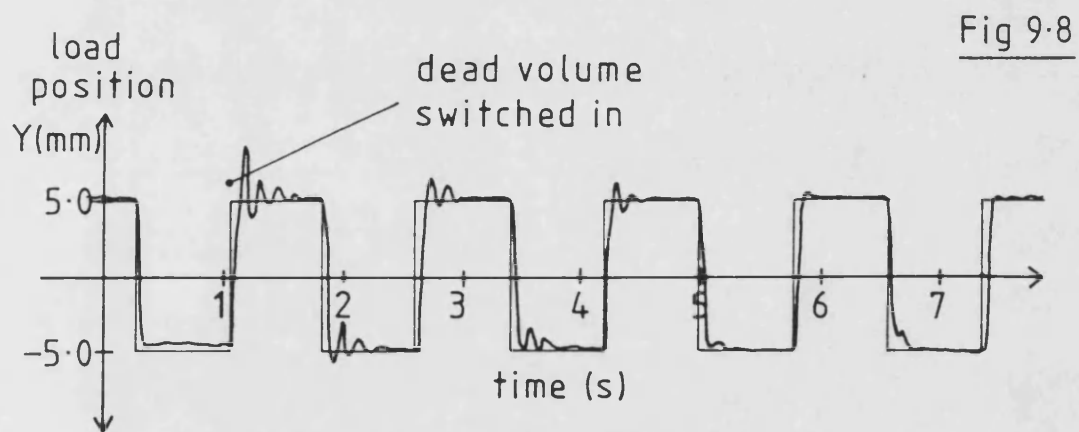 Fig 9·8
load
position
Y(mm)
dead volume
switched in
5·0
1
2
3
4
5
6
7
-5·0
time (s)